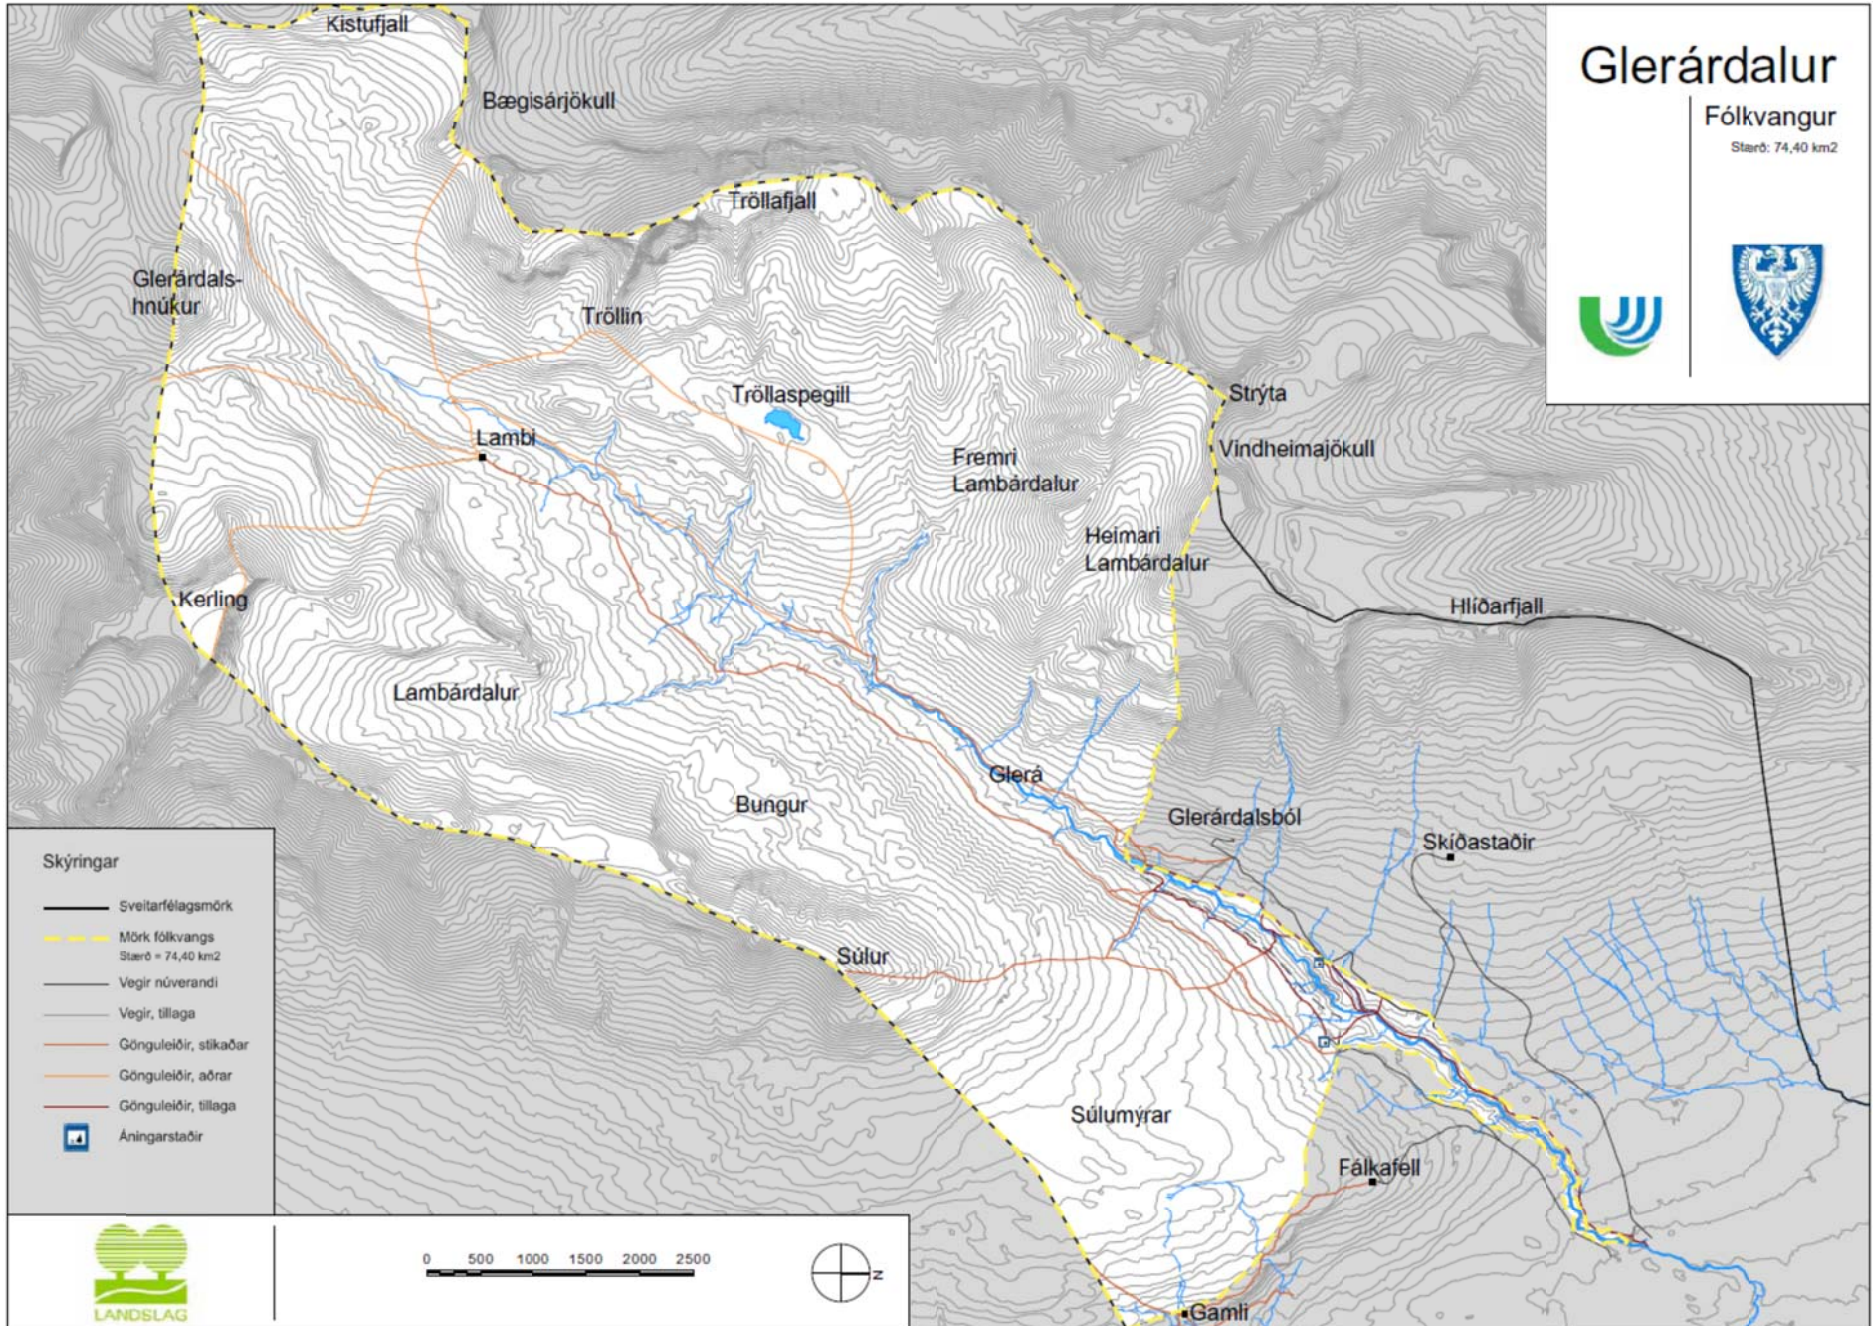 Glerárdalur
Fólkvangur
Stærð: 74,40 km2
Kistufjall
Bægisárjökull
Tröllafjall
Glerárdals-
hnúkur
Tröllin
Tröllaspegill
Strýta
Lambi
Vindheimajökull
Fremri
Lambárdalur
Heimari
Lambárdalur
Kerling
Hlíðarfjall
Lambárdalur
Glerá
Bungur
Glerárdalsból
Skíðastaðir
Súlur
Súlumýrar
Fálkafell
Gamli
Skýringar
Sveitarfélagsmörk
Mörk fólkvangs
Stærð = 74,40 km2
Vegir núverandi
Vegir, tillaga
Gönguleiðir, stikaðar
Gönguleiðir, aðrar
Gönguleiðir, tillaga
Áningarstaðir
LANDSLAG
0 500 1000 1500 2000 2500
N